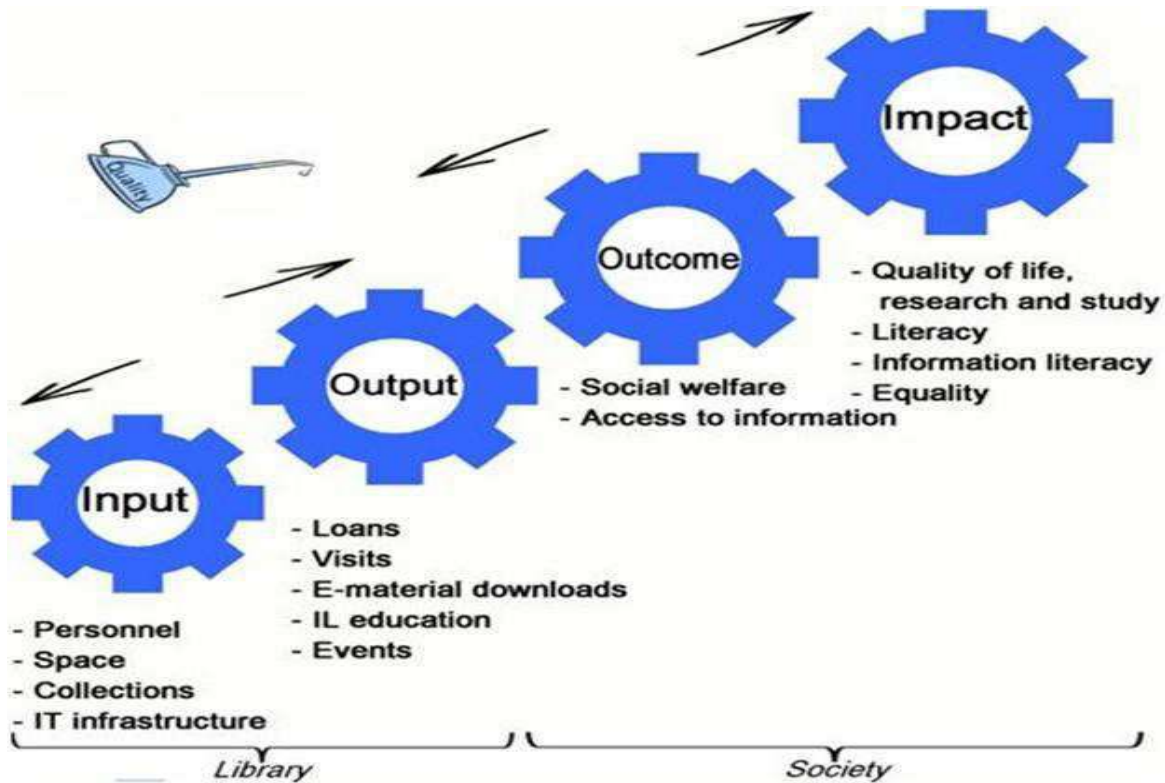 Impact
Quality
Outcome
- Quality of life,
research and study
- Literacy
- Information literacy
- Equality
Output
- Social welfare
- Access to information
Input
- Loans
- Visits
- E-material downloads
- IL education
- Events
- Personnel
- Space
- Collections
- IT infrastructure
Library
Society